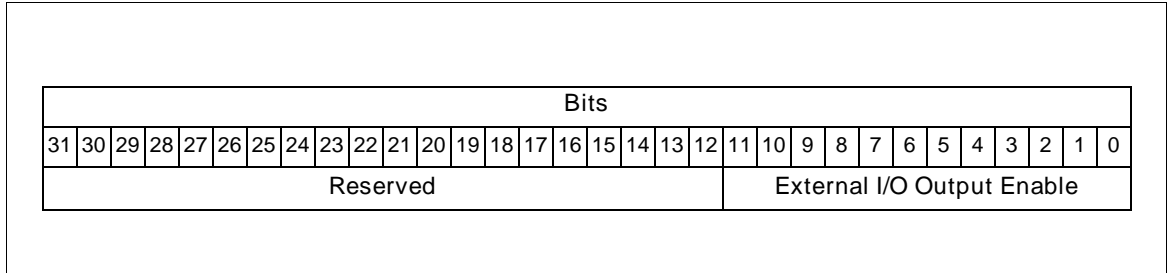 Bits
31 30 29 28 27 26 25 24 23 22 21 20 19 18 17 16 15 14 13 12 11 10 9 8 7 6 5 4 3 2 1 0
Reserved External I/O Output Enable